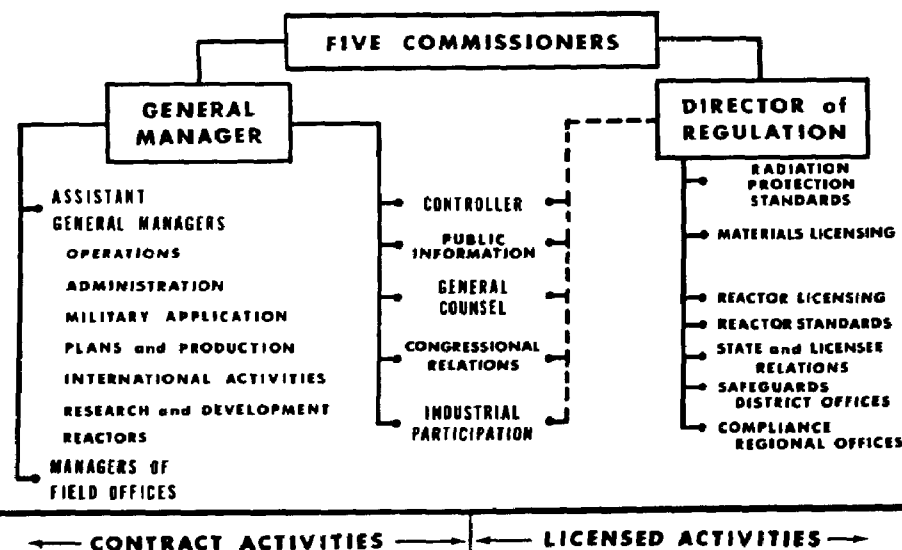 FIVE COMMISSIONERS
GENERAL
MANAGER
DIRECTOR of
REGULATION
ASSISTANT
GENERAL MANAGERS
OPERATIONS
ADMINISTRATION
MILITARY APPLICATION
PLANS and PRODUCTION
INTERNATIONAL ACTIVITIES
RESEARCH and DEVELOPMENT
REACTORS
MANAGERS OF
FIELD OFFICES
CONTROLLER
PUBLIC
INFORMATION
GENERAL
COUNSEL
CONGRESSIONAL
RELATIONS
INDUSTRIAL
PARTICIPATION
RADIATION
PROTECTION
STANDARDS
MATERIALS LICENSING
REACTOR LICENSING
REACTOR STANDARDS
STATE and LICENSEE
RELATIONS
SAFEGUARDS
DISTRICT OFFICES
COMPLIANCE
REGIONAL OFFICES
CONTRACT ACTIVITIES
LICENSED ACTIVITIES